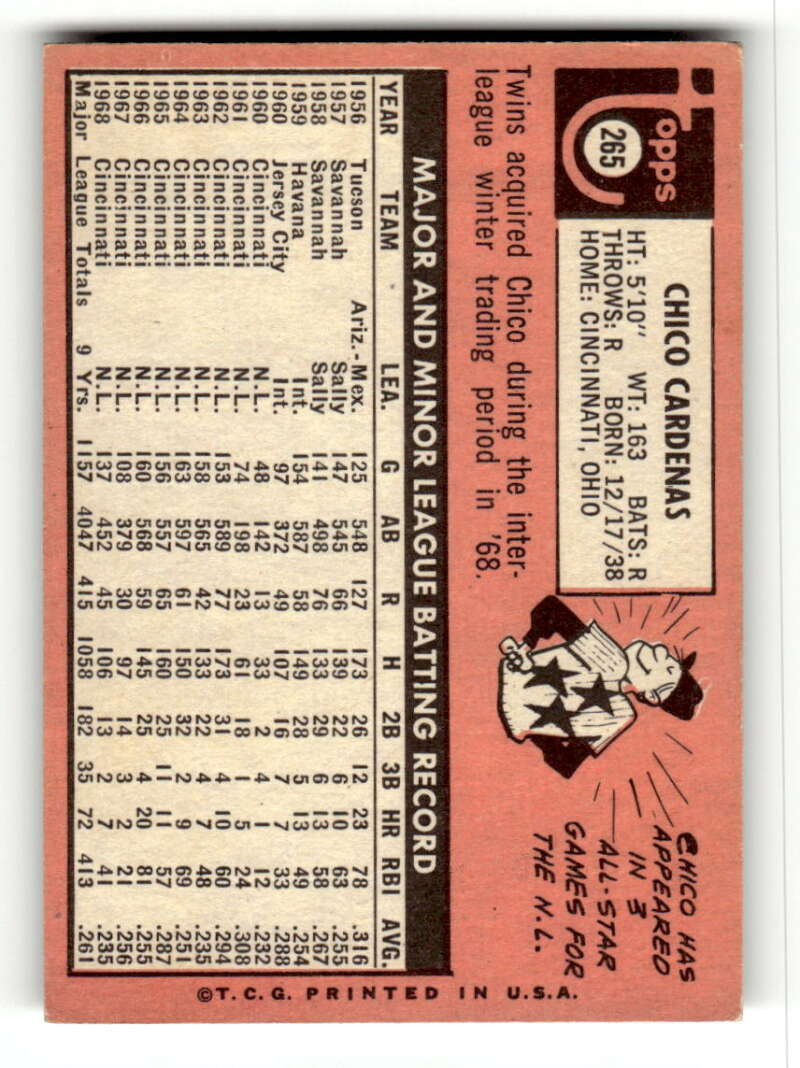 topps
265
CHICO CARDENAS
HT: 5'10" WT: 163 BATS: R
THROWS: R BORN: 12/17/38
HOME: CINCINNATI, OHIO
CHICO HAS
APPEARED
IN 3
ALL-STAR
GAMES FOR
THE N.L.
Twins acquired Chico during the inter-
league winter trading period in '68.
MAJOR AND MINOR LEAGUE BATTING RECORD
YEAR TEAM LEA. G AB R H 2B 3B HR RBI AVG.
1956 Tucson Ariz.-Mex. 125 548 127 173 26 12 23 78 .316
1957 Savannah Sally 147 545 66 139 22 6 10 63 .255
1958 Savannah Sally 141 498 76 133 29 6 13 58 .267
1959 Havana Int. 154 587 58 149 28 5 13 49 .254
1960 Jersey City Int. 97 372 49 107 16 7 7 33 .288
1960 Cincinnati N.L. 48 142 13 33 2 4 1 12 .232
1961 Cincinnati N.L. 74 198 23 61 18 1 5 24 .308
1962 Cincinnati N.L. 153 589 77 173 31 4 10 60 .294
1963 Cincinnati N.L. 158 565 42 133 22 4 7 48 .235
1964 Cincinnati N.L. 163 597 61 150 32 2 9 69 .251
1965 Cincinnati N.L. 156 557 65 160 25 11 11 57 .287
1966 Cincinnati N.L. 160 568 59 145 25 4 20 81 .255
1967 Cincinnati N.L. 108 379 30 97 14 3 2 21 .256
1968 Cincinnati N.L. 137 452 45 106 13 2 7 41 .235
Major League Totals 9 Yrs. 1157 4047 415 1058 182 35 72 413 .261
©T.C.G. PRINTED IN U.S.A.